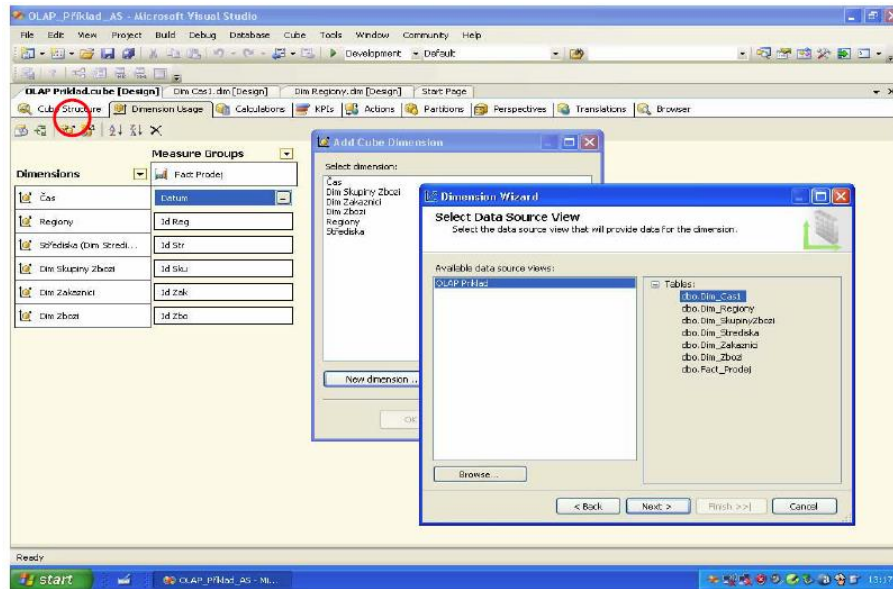 OLAP_Příklad_AS - Microsoft Visual Studio
File Edit View Project Build Debug Database Cube Tools Window Community Help
Development Default
OLAP Priklad.cube [Design] Dim Cas1.dim [Design] Dim Regiony.dim [Design] Start Page
Cube Structure Dimension Usage Calculations KPIs Actions Partitions Perspectives Translations Browser
Measure Groups
Dimensions Fact Prodej
Čas Datum
Regiony Id Reg
Střediska (Dim Stredi... Id Str
Dim Skupiny Zbozi Id Sku
Dim Zakaznici Id Zak
Dim Zbozi Id Zbo
Add Cube Dimension
Select dimension:
Čas
Dim Skupiny Zbozi
Dim Zakaznici
Dim Zbozi
Regiony
Střediska
New dimension ...
OK
Dimension Wizard
Select Data Source View
Select the data source view that will provide data for the dimension.
Available data source views:
OLAP Priklad
Tables:
dbo.Dim_Cas1
dbo.Dim_Regiony
dbo.Dim_SkupinyZbozi
dbo.Dim_Strediska
dbo.Dim_Zakaznici
dbo.Dim_Zbozi
dbo.Fact_Prodej
Browse...
< Back Next > Finish >>| Cancel
Ready
start OLAP_Příklad_AS - Mi... 13:17